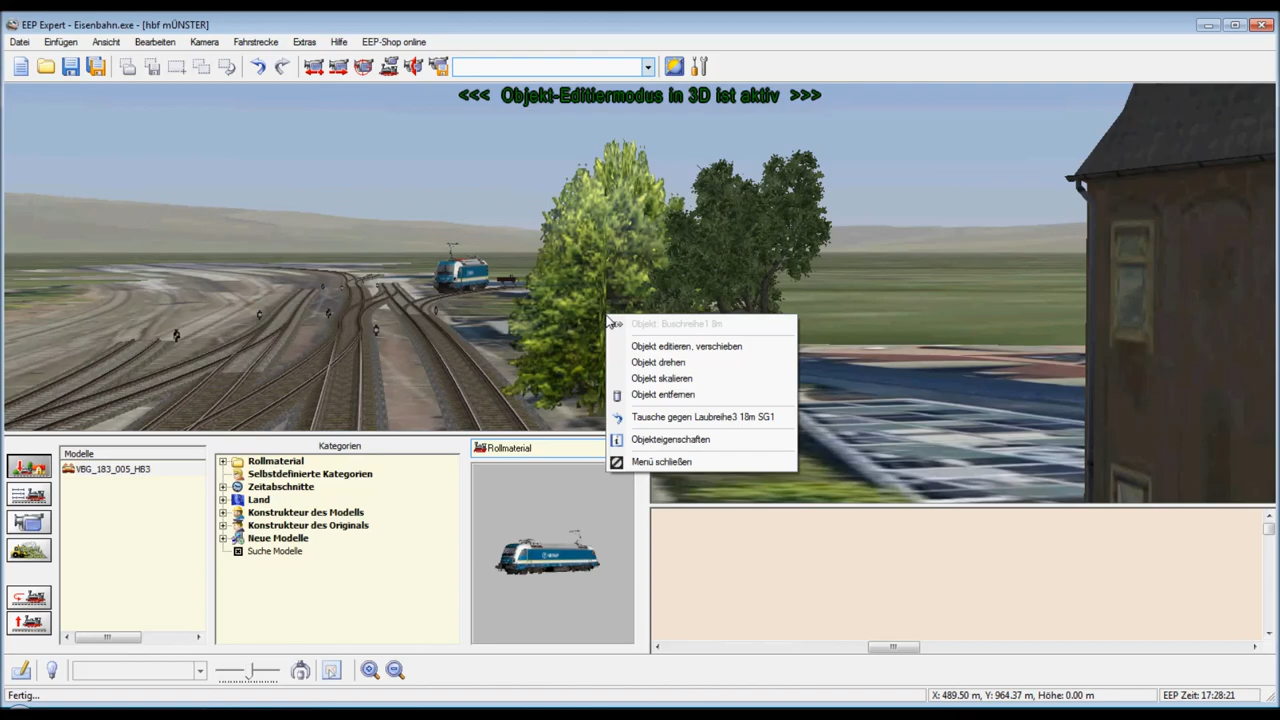 EEP Expert - Eisenbahn.exe - [hbf mÜNSTER]
Datei Einfügen Ansicht Bearbeiten Kamera Fahrstrecke Extras Hilfe EEP-Shop online
<<< Objekt-Editiermodus in 3D ist aktiv >>>
Objekt: Buschreihe1 8m
Objekt editieren, verschieben
Objekt drehen
Objekt skalieren
Objekt entfernen
Tausche gegen Laubreihe3 18m SG1
Objekteigenschaften
Menü schließen
Modelle
VBG_183_005_HB3
Kategorien
Rollmaterial
Selbstdefinierte Kategorien
Zeitabschnitte
Land
Konstrukteur des Modells
Konstrukteur des Originals
Neue Modelle
Suche Modelle
Rollmaterial
Fertig...
X: 489.50 m, Y: 964.37 m, Höhe: 0.00 m
EEP Zeit: 17:28:21